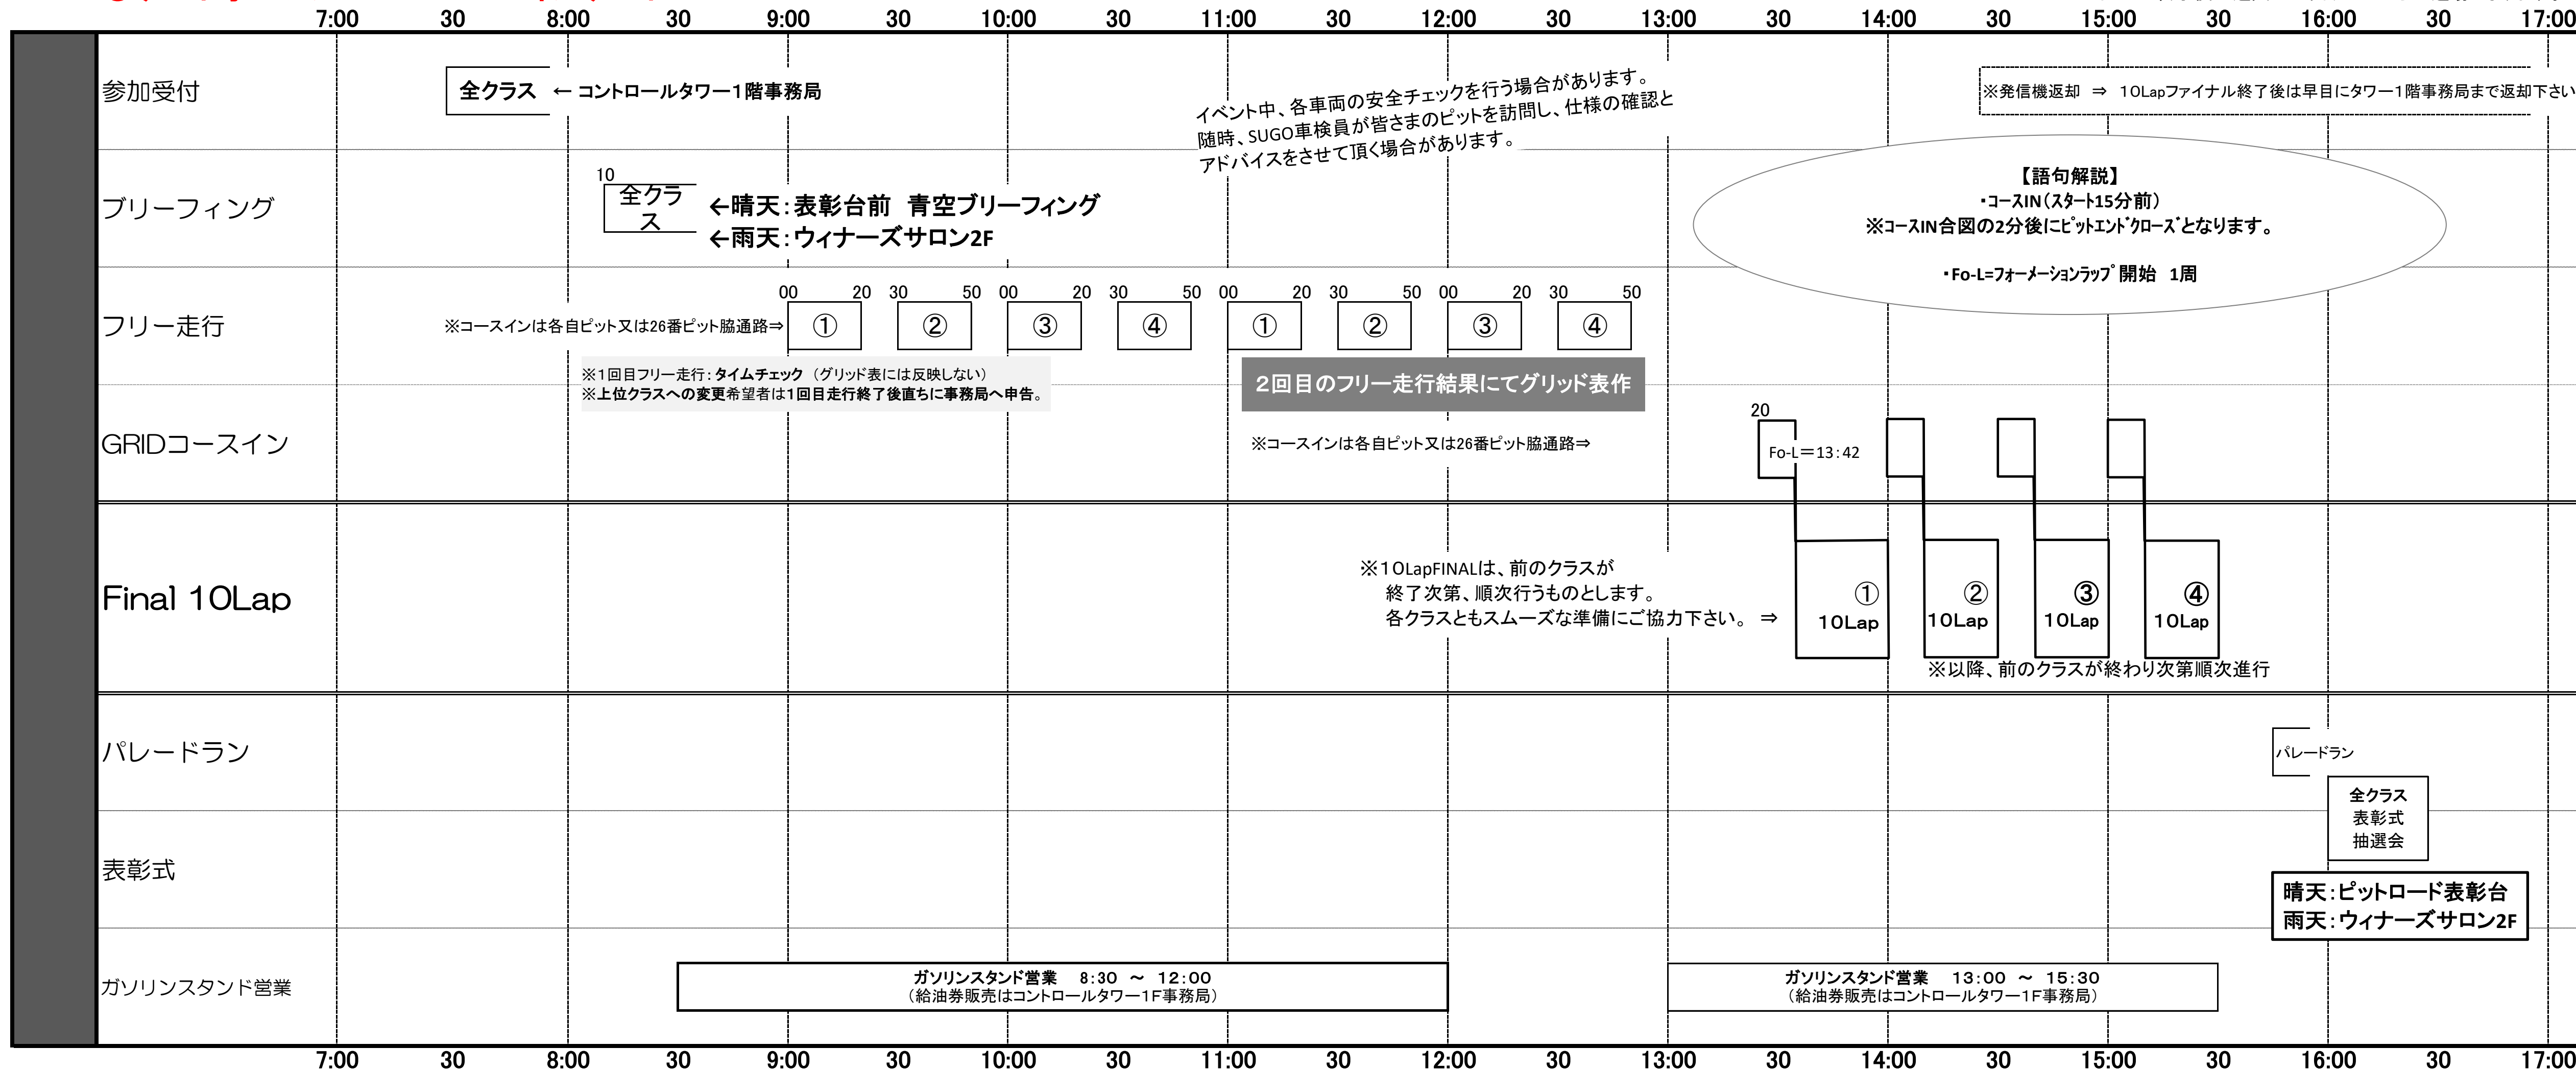 7:00 30 8:00 30 9:00 30 10:00 30 11:00 30 12:00 30 13:00 30 14:00 30 15:00 30 16:00 30 17:00
参加受付
全クラス ← コントロールタワー1階事務局
イベント中、各車両の安全チェックを行う場合があります。
随時、SUGO車検員が皆さまのピットを訪問し、仕様の確認と
アドバイスをさせて頂く場合があります。
※発信機返却 ⇒ 10Lapファイナル終了後は早目にタワー1階事務局まで返却下さい
ブリーフィング
10
全クラ
ス
←晴天：表彰台前 青空ブリーフィング
←雨天：ウィナーズサロン2F
【語句解説】
・コースIN（スタート15分前）
※コースIN合図の2分後にピットエンドクローズとなります。
・Fo-L=フォーメーションラップ開始 1周
フリー走行
※コースインは各自ピット又は26番ピット脇通路⇒
00 20 30 50 00 20 30 50 00 20 30 50 00 20 30 50
① ② ③ ④ ① ② ③ ④
※1回目フリー走行：タイムチェック （グリッド表には反映しない）
※上位クラスへの変更希望者は1回目走行終了後直ちに事務局へ申告。
2回目のフリー走行結果にてグリッド表作
GRIDコースイン
※コースインは各自ピット又は26番ピット脇通路⇒
20
Fo-L＝13：42
Final 10Lap
※10LapFINALは、前のクラスが
終了次第、順次行うものとします。
各クラスともスムーズな準備にご協力下さい。 ⇒
① ② ③ ④
10Lap 10Lap 10Lap 10Lap
※以降、前のクラスが終わり次第順次進行
パレードラン
パレードラン
表彰式
全クラス
表彰式
抽選会
晴天：ピットロード表彰台
雨天：ウィナーズサロン2F
ガソリンスタンド営業
ガソリンスタンド営業 8：30 ～ 12：00
（給油券販売はコントロールタワー1F事務局）
ガソリンスタンド営業 13：00 ～ 15：30
（給油券販売はコントロールタワー1F事務局）
7:00 30 8:00 30 9:00 30 10:00 30 11:00 30 12:00 30 13:00 30 14:00 30 15:00 30 16:00 30 17:00